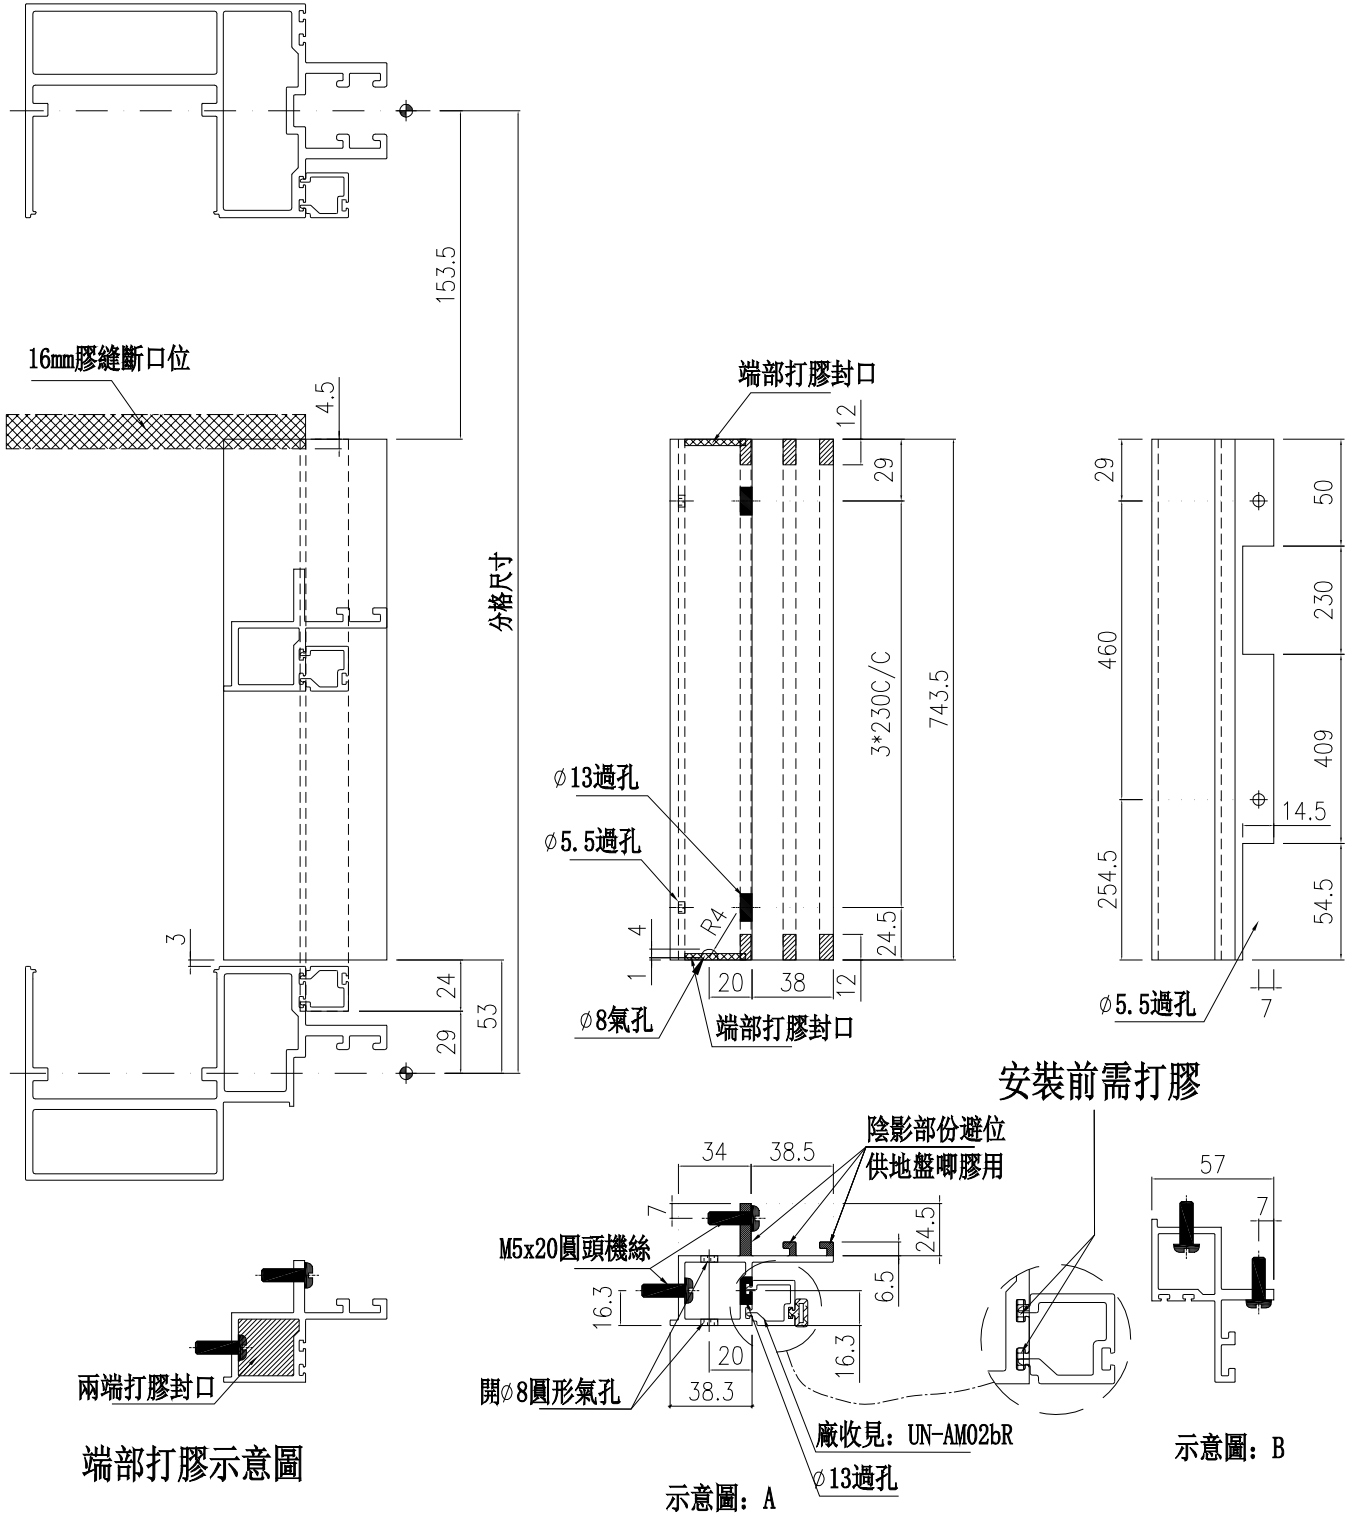 153.5
16mm膠縫斷口位
4.5
分格尺寸
3
24
53
29
端部打膠封口
12
29
3*230C/C
743.5
∅13過孔
∅5.5過孔
R4
4
1
24.5
20
38
12
∅8氣孔
端部打膠封口
29
50
230
460
409
14.5
254.5
54.5
∅5.5過孔
7
安裝前需打膠
陰影部份避位
供地盤唧膠用
34
38.5
7
24.5
M5x20圓頭機絲
6.5
16.3
16.3
20
38.3
開∅8圓形氣孔
廠收見：UN-AM02bR
∅13過孔
示意圖：A
57
7
示意圖：B
兩端打膠封口
端部打膠示意圖